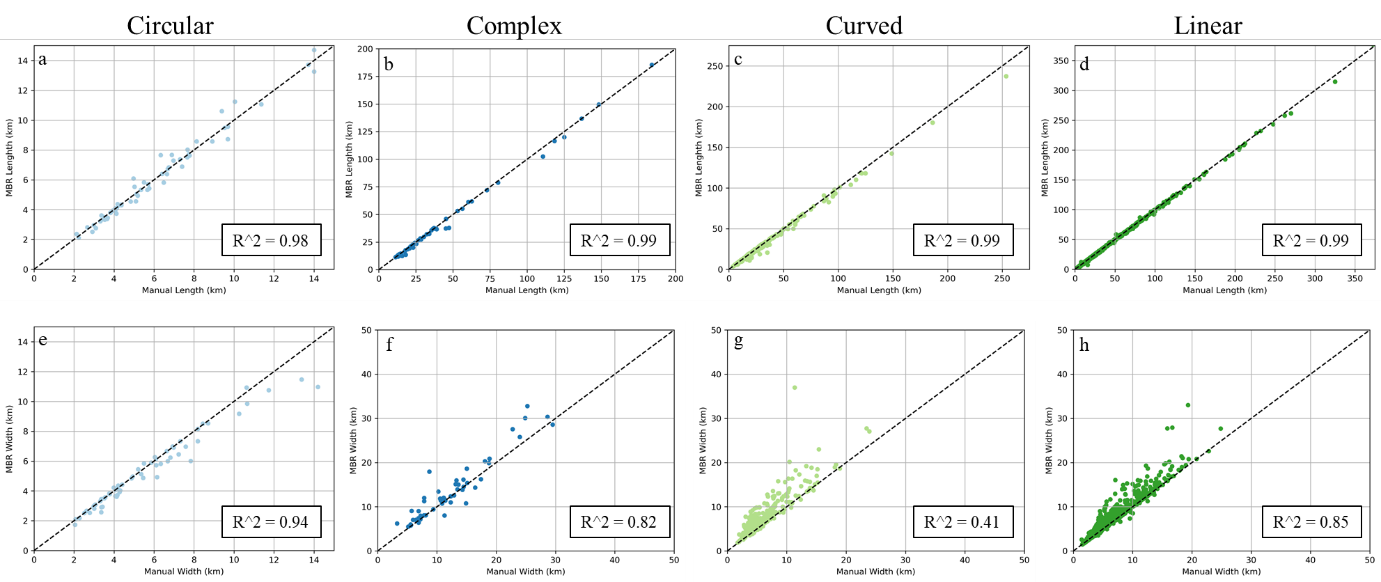 Circular Complex Curved Linear
a
MBR Lenghth (km)
14
12
10
8
6
4
2
0
0 2 4 6 8 10 12 14
Manual Length (km)
R^2 = 0.98
b
MBR Lenghth (km)
200
175
150
125
100
75
50
25
0
0 25 50 75 100 125 150 175 200
Manual Length (km)
R^2 = 0.99
c
MBR Lenghth (km)
250
200
150
100
50
0
0 50 100 150 200 250
Manual Length (km)
R^2 = 0.99
d
MBR Lenghth (km)
350
300
250
200
150
100
50
0
0 50 100 150 200 250 300 350
Manual Length (km)
R^2 = 0.99
e
MBR Width (km)
14
12
10
8
6
4
2
0
0 2 4 6 8 10 12 14
Manual Width (km)
R^2 = 0.94
f
MBR Width (km)
50
40
30
20
10
0
0 10 20 30 40 50
Manual Width (km)
R^2 = 0.82
g
MBR Width (km)
50
40
30
20
10
0
0 10 20 30 40 50
Manual Width (km)
R^2 = 0.41
h
MBR Width (km)
50
40
30
20
10
0
0 10 20 30 40 50
Manual Width (km)
R^2 = 0.85